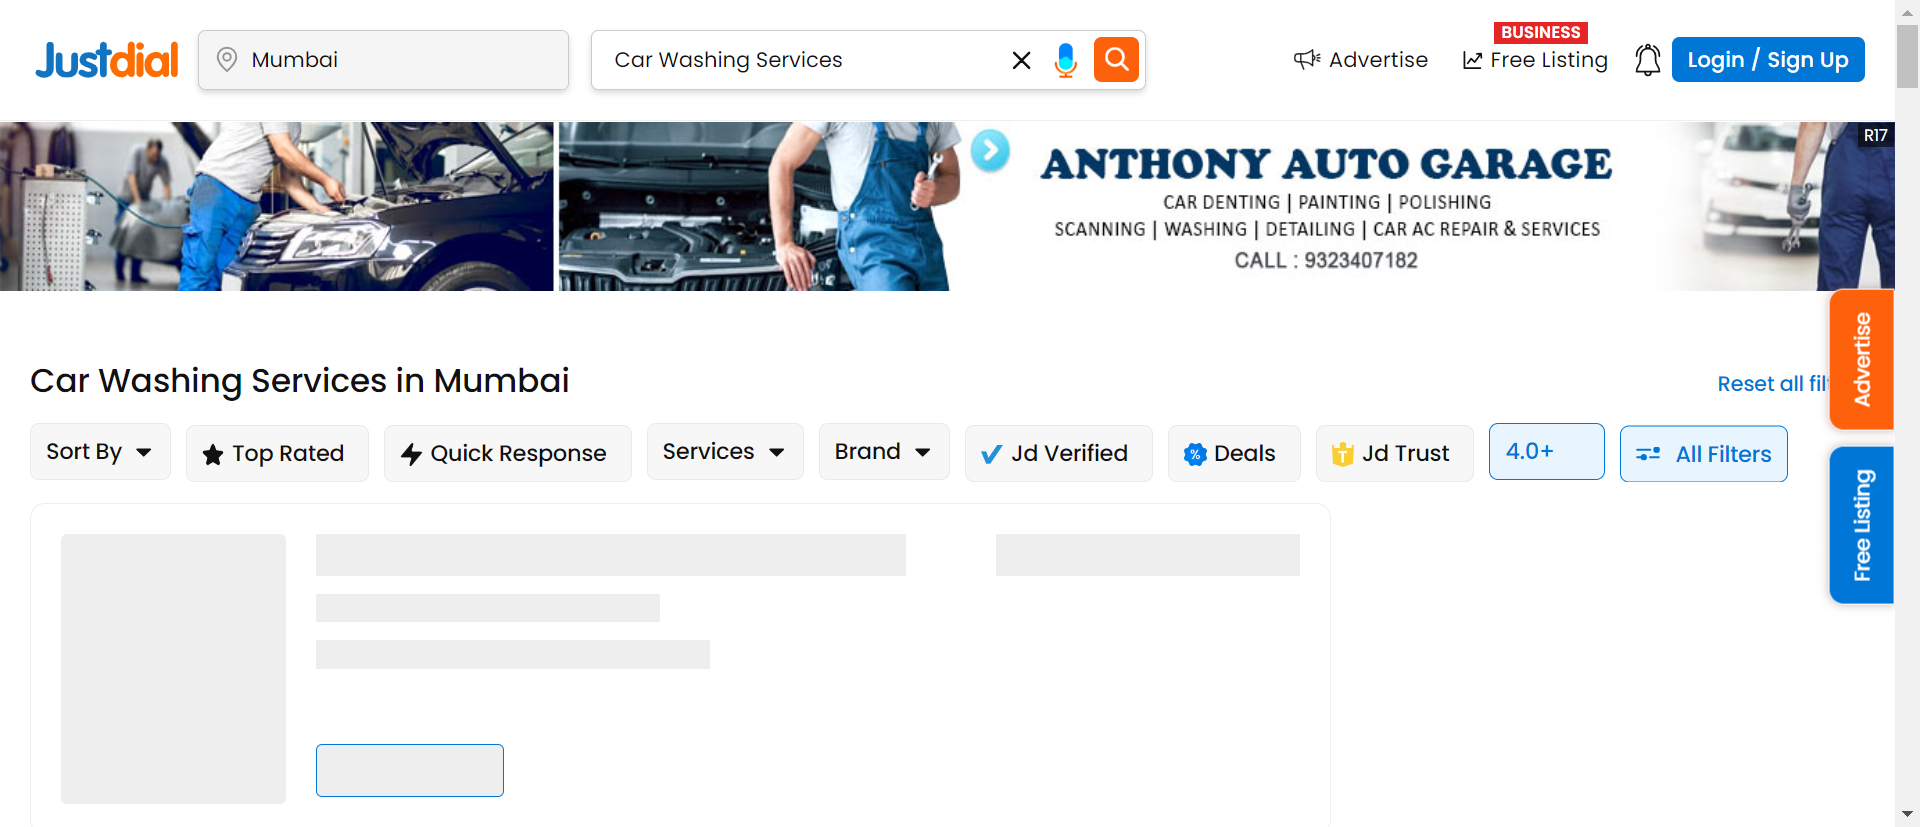 Justdial
Mumbai
Car Washing Services
Advertise
BUSINESS
Free Listing
Login / Sign Up
R17
ANTHONY AUTO GARAGE
CAR DENTING | PAINTING | POLISHING
SCANNING | WASHING | DETAILING | CAR AC REPAIR & SERVICES
CALL : 9323407182
Advertise
Free Listing
Car Washing Services in Mumbai
Reset all
Sort By
Top Rated
Quick Response
Services
Brand
Jd Verified
% Deals
T Jd Trust
4.0+
All Filters